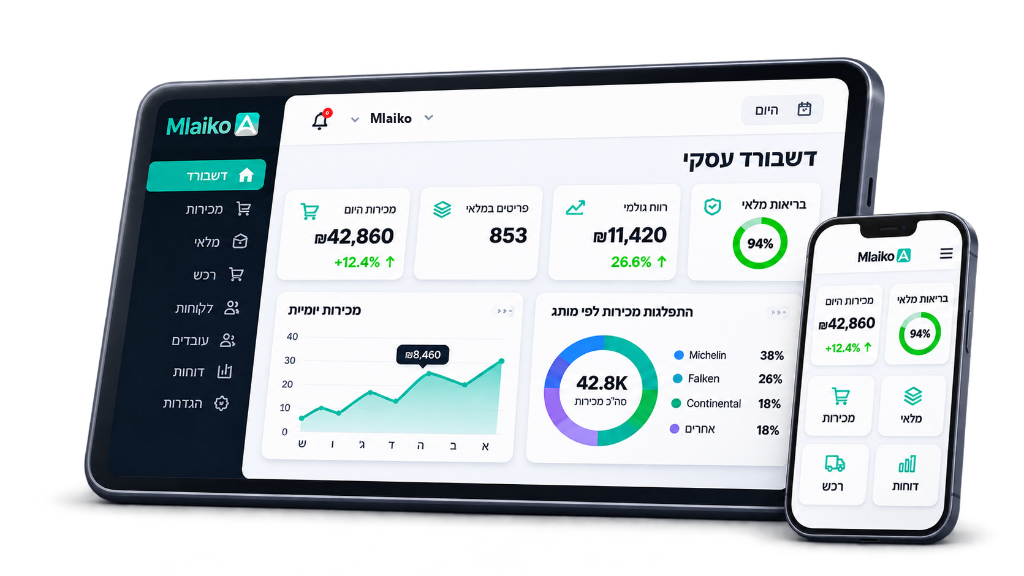 Mlaiko
דשבורד
מכירות
מלאי
רכש
לקוחות
עובדים
דוחות
הגדרות
Mlaiko
היום
דשבורד עסקי
בריאות מלאי
94%
רווח גולמי
₪11,420
26.6% ↑
פריטים במלאי
853
מכירות היום
₪42,860
+12.4% ↑
התפלגות מכירות לפי מותג
42.8K
סה"כ מכירות
Michelin 38%
Falken 26%
Continental 18%
אחרים 18%
מכירות יומיות
40
30
20
10
0
₪8,460
ש ו ג' ד ה ב א
Mlaiko
בריאות מלאי
94%
מכירות היום
₪42,860
+12.4% ↑
מלאי
מכירות
דוחות
רכש